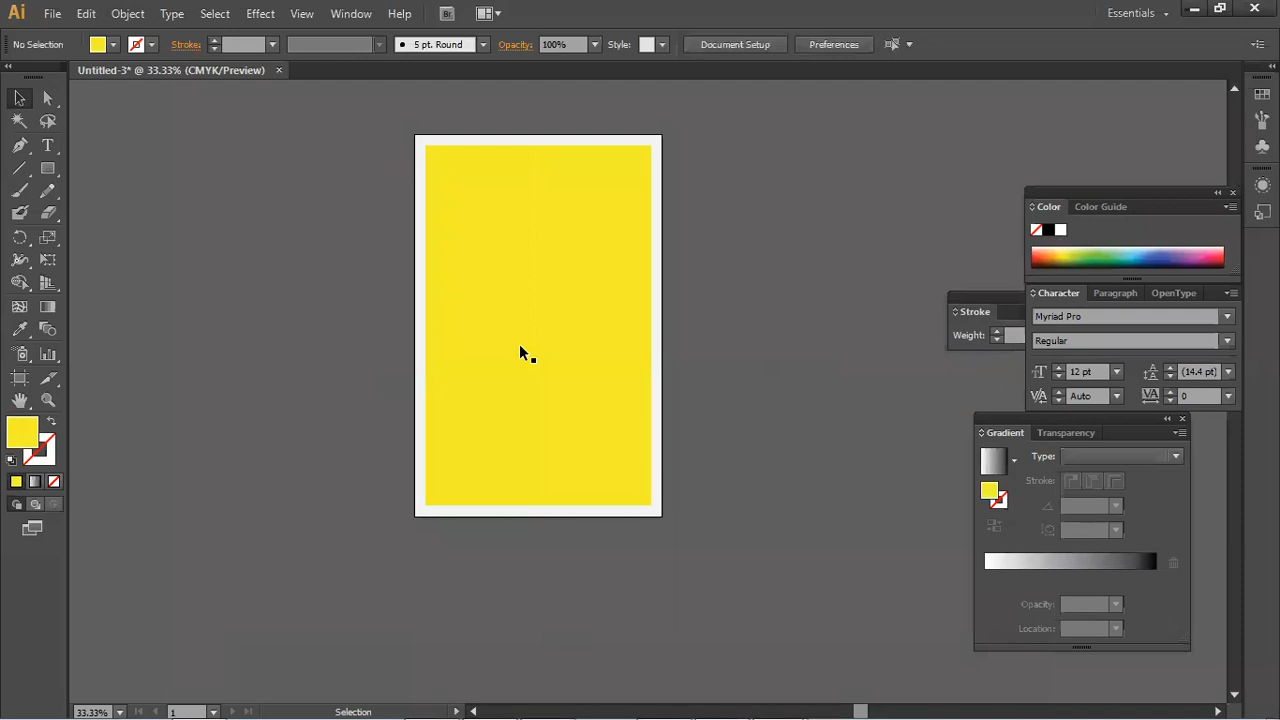 Ai File Edit Object Type Select Effect View Window Help Br Essentials
No Selection Stroke: 5 pt. Round Opacity: 100% Style: Document Setup Preferences
Untitled-3* @ 33.33% (CMYK/Preview)
Color Color Guide
Character Paragraph OpenType
Stroke
Myriad Pro
Weight:
Regular
12 pt (14.4 pt)
Auto 0
Gradient Transparency
Type:
Stroke:
Opacity:
Location:
33.33% 1 Selection